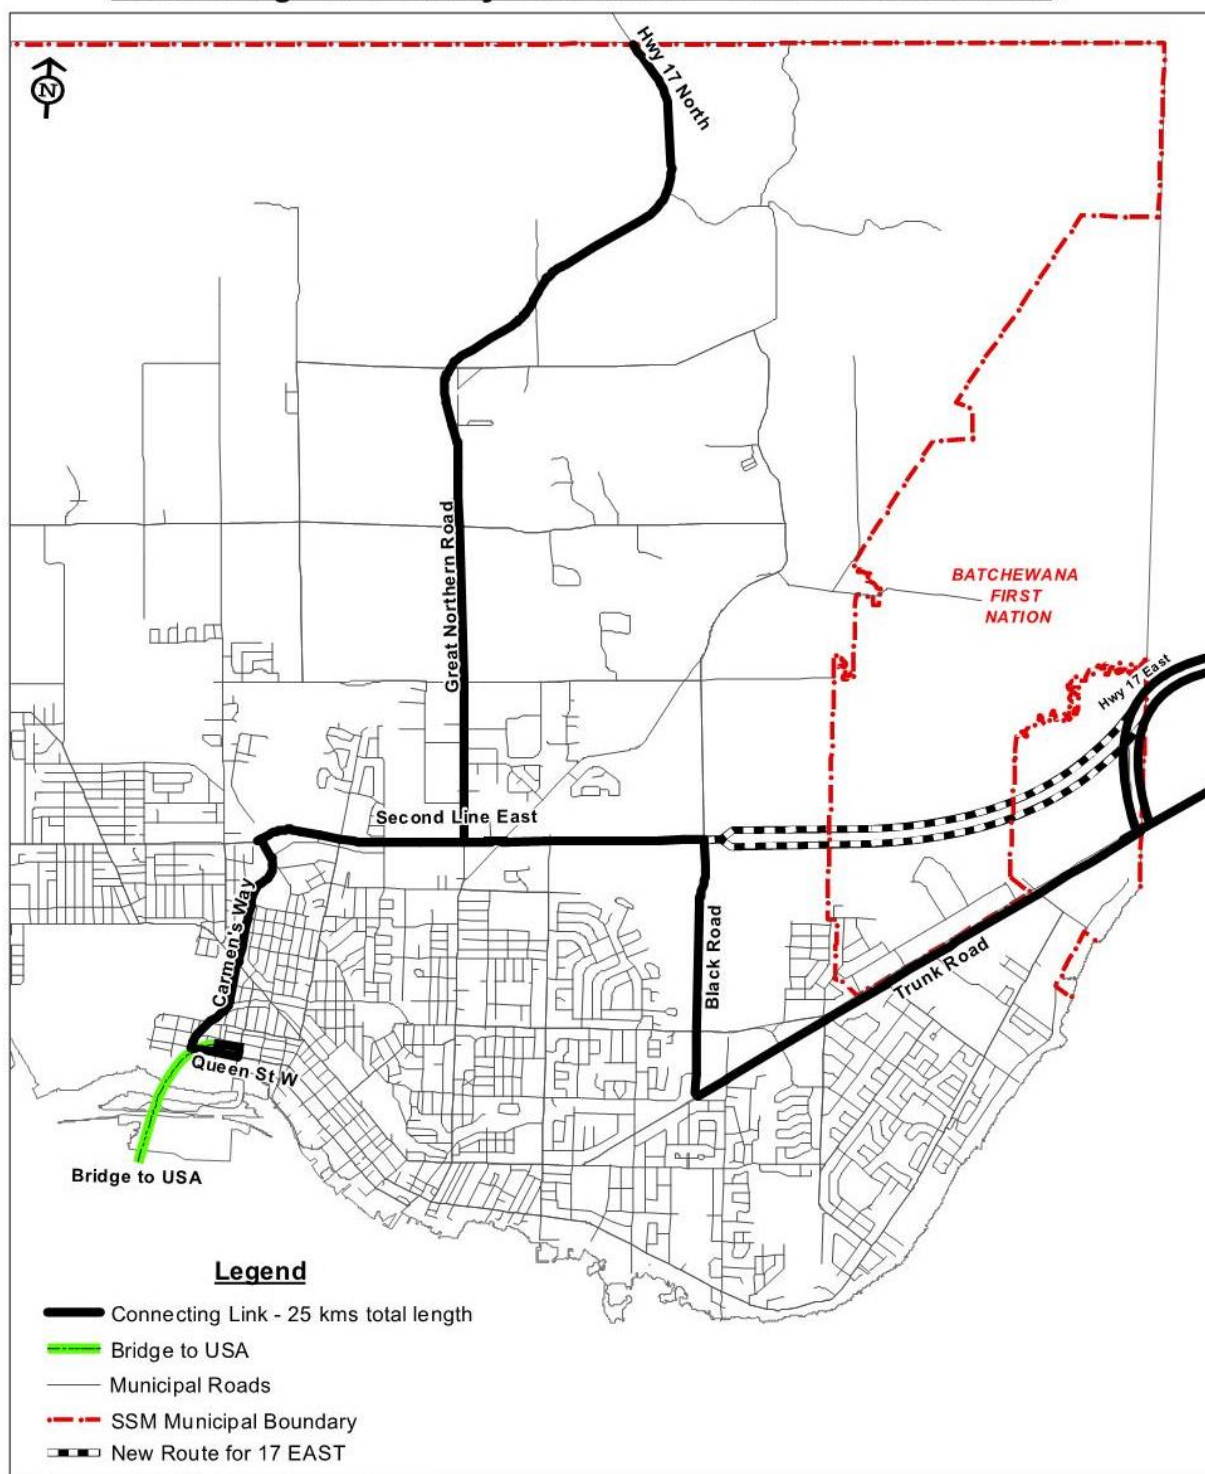 N
Hwy 17 North
Great Northern Road
BATCHEWANA
FIRST
NATION
Hwy 17 East
Second Line East
Carmen's Way
Black Road
Trunk Road
Queen St W
Bridge to USA
Legend
Connecting Link - 25 kms total length
Bridge to USA
Municipal Roads
SSM Municipal Boundary
New Route for 17 EAST